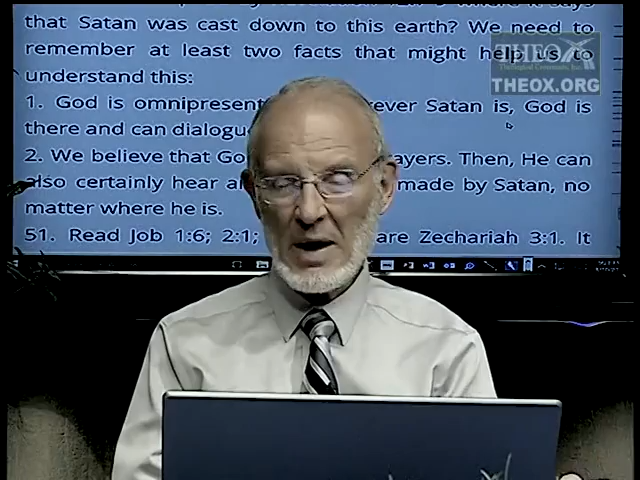 that Satan was cast down to this earth? We need to
remember at least two facts that might help us to
understand this:
1. God is omnipresent ever Satan is, God is
there and can dialogu
2. We believe that Go ayers. Then, He can
also certainly hear a made by Satan, no
matter where he is.
51. Read Job 1:6; 2:1; are Zechariah 3:1. It
THEOX
THEOX.ORG